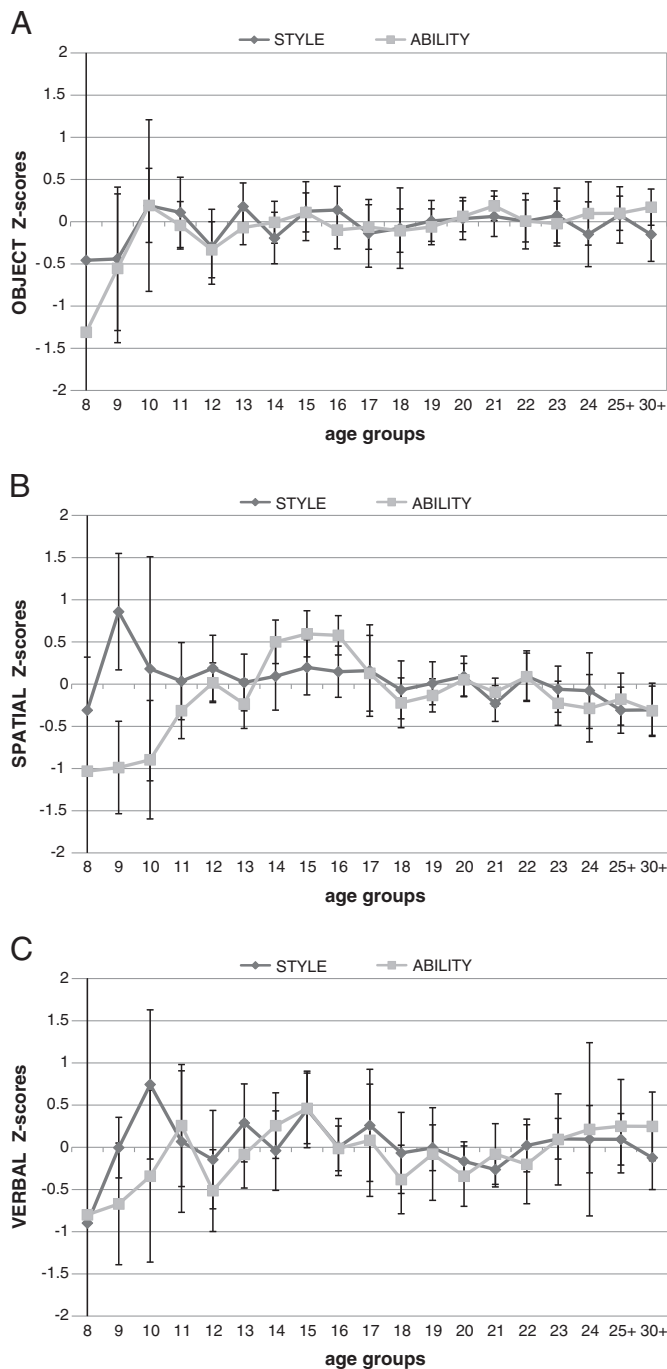 A
STYLE ABILITY
2
1.5
1
0.5
0
-0.5
-1
-1.5
-2
OBJECT Z-scores
8 9 10 11 12 13 14 15 16 17 18 19 20 21 22 23 24 25+ 30+
age groups
B
STYLE ABILITY
2
1.5
1
0.5
0
-0.5
-1
-1.5
-2
SPATIAL Z-scores
8 9 10 11 12 13 14 15 16 17 18 19 20 21 22 23 24 25+ 30+
age groups
C
STYLE ABILITY
2
1.5
1
0.5
0
-0.5
-1
-1.5
-2
VERBAL Z-scores
8 9 10 11 12 13 14 15 16 17 18 19 20 21 22 23 24 25+ 30+
age groups